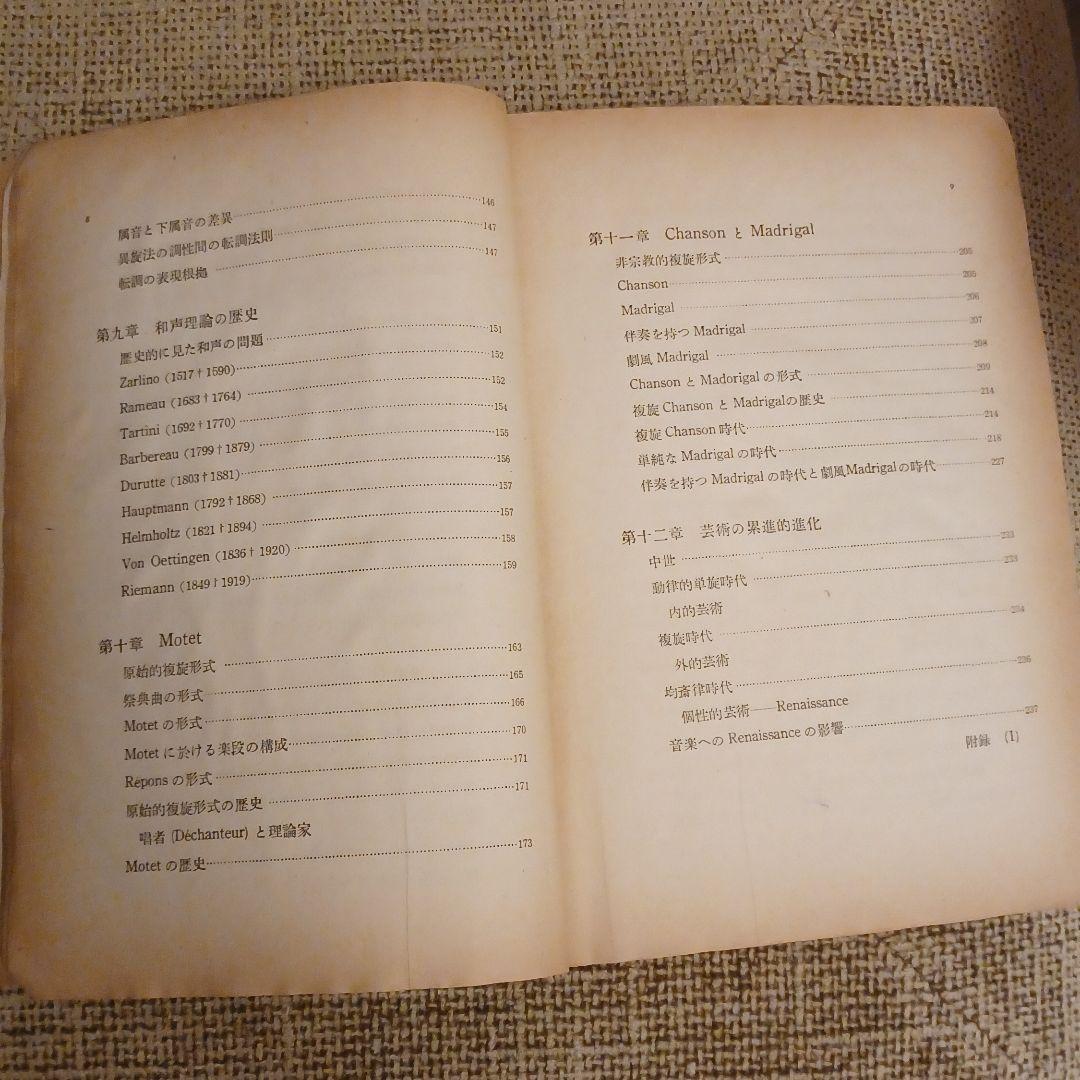 8
属音と下属音の差異……146
異旋法の調性間の転調法則……147
転調の表現根拠……147
第九章 和声理論の歴史
歴史的に見た和声の問題……151
Zarlino (1517†1590)……152
Rameau (1683†1764)……152
Tartini (1692†1770)……154
Barbereau (1799†1879)……155
Durutte (1803†1881)……156
Hauptmann (1792†1868)……157
Helmholtz (1821†1894)……157
Von Oettingen (1836†1920)……158
Riemann (1849†1919)……159
第十章 Motet
原始的複旋形式……163
祭典曲の形式……165
Motet の形式……166
Motet に於ける楽段の構成……170
Répons の形式……171
原始的複旋形式の歴史……171
唱者 (Déchanteur) と理論家
Motet の歴史……173
9
第十一章 Chanson と Madrigal
非宗教的複旋形式……205
Chanson……205
Madrigal……206
伴奏を持つ Madrigal……207
劇風 Madrigal……208
Chanson と Madorigal の形式……209
複旋 Chanson と Madrigalの歴史……214
複旋 Chanson 時代……214
単純な Madrigal の時代……218
伴奏を持つ Madrigal の時代と劇風Madrigalの時代……227
第十二章 芸術の累進的進化
中世……233
動律的単旋時代……233
内的芸術
複旋時代……234
外的芸術
均斎律時代……236
個性的芸術——Renaissance
音楽への Renaissance の影響……237
附録 (1)